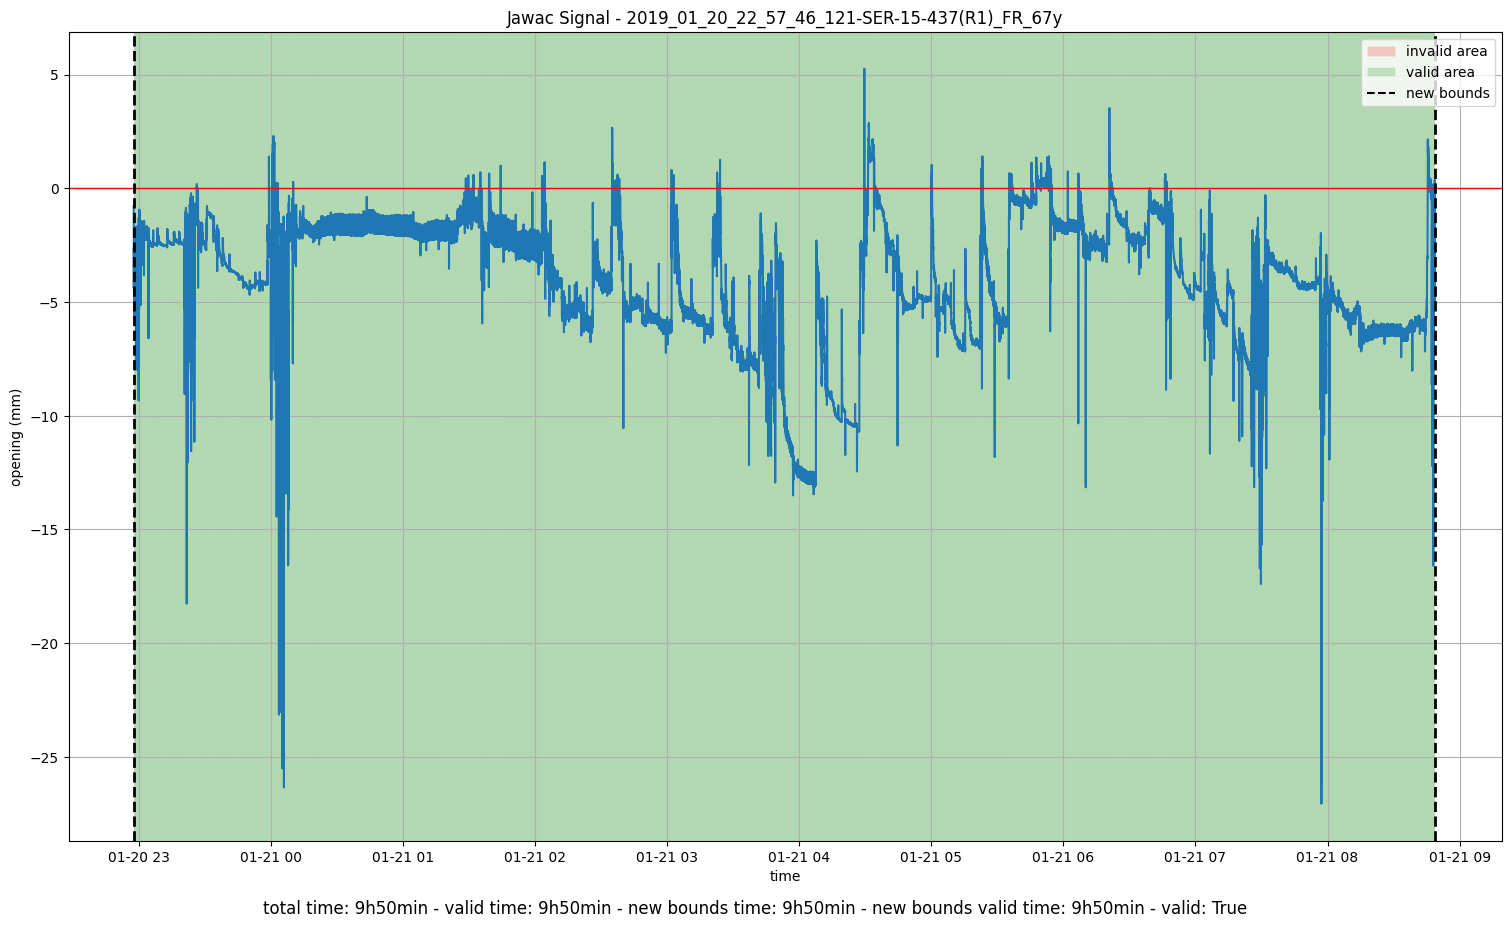 Jawac Signal - 2019_01_20_22_57_46_121-SER-15-437(R1)_FR_67y
invalid area
valid area
new bounds
5
0
−5
−10
−15
−20
−25
opening (mm)
01-20 23 01-21 00 01-21 01 01-21 02 01-21 03 01-21 04 01-21 05 01-21 06 01-21 07 01-21 08 01-21 09
time
total time: 9h50min - valid time: 9h50min - new bounds time: 9h50min - new bounds valid time: 9h50min - valid: True